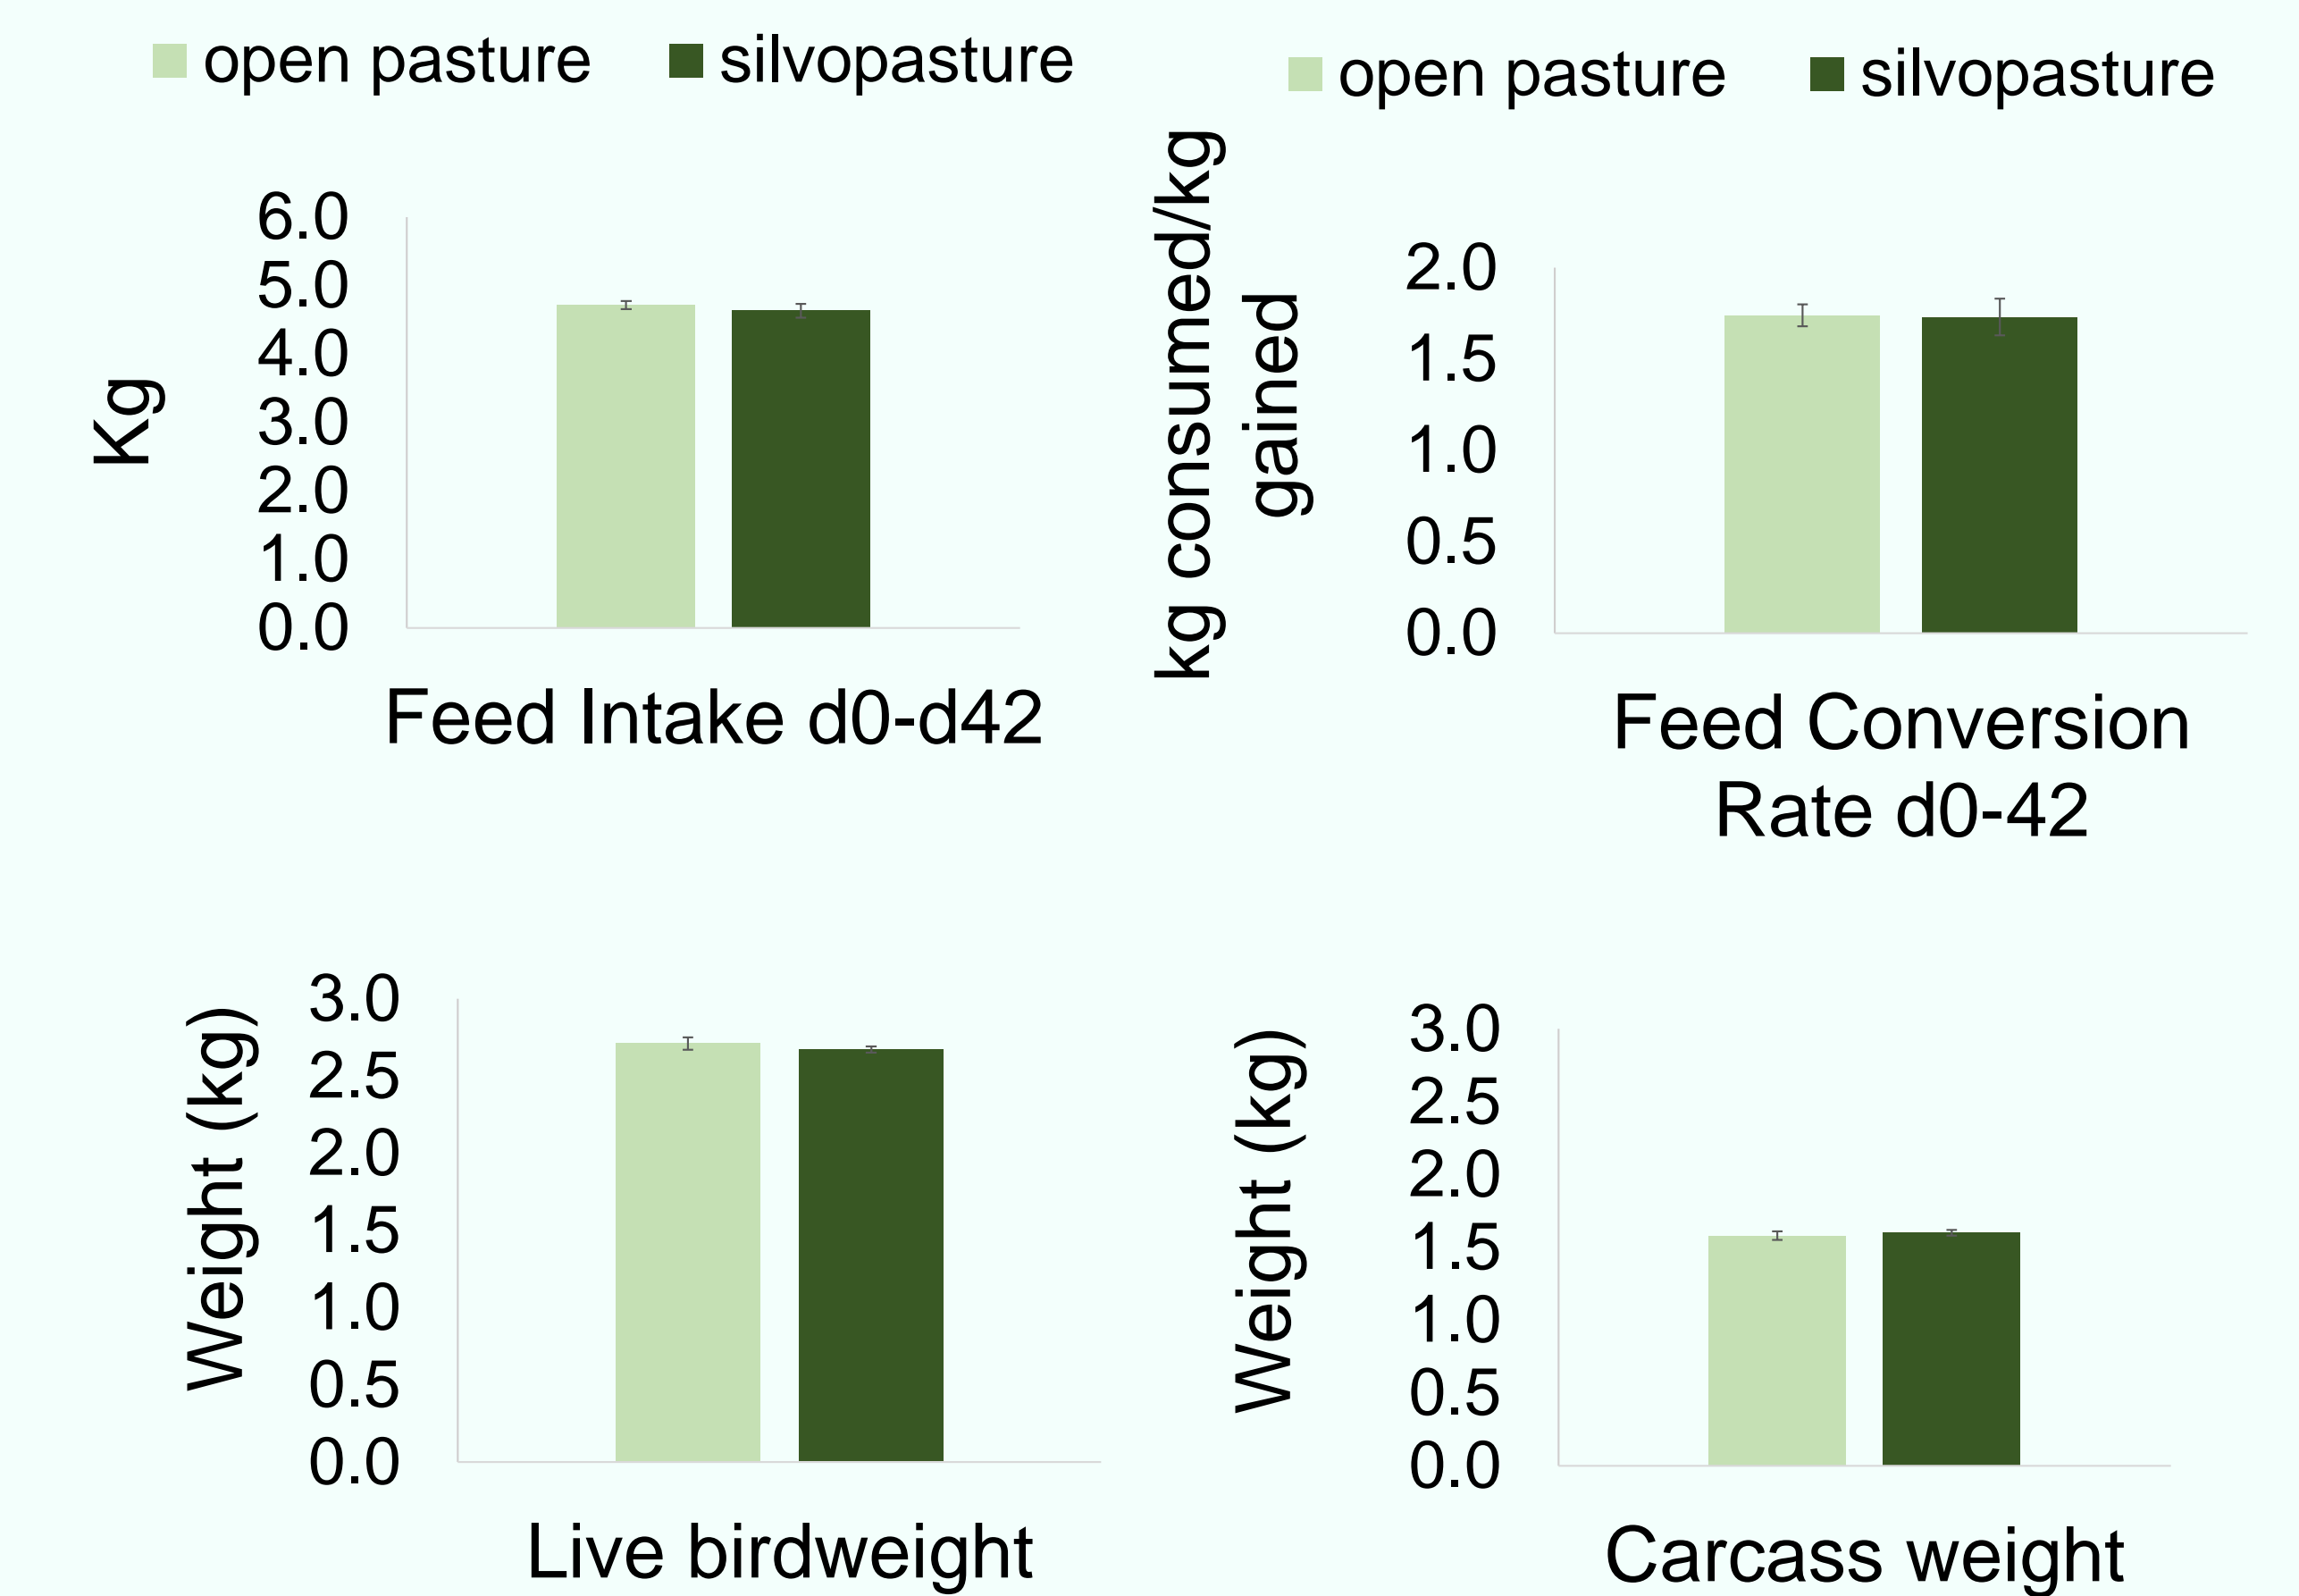 open pasture silvopasture
Kg
6.0
5.0
4.0
3.0
2.0
1.0
0.0
Feed Intake d0-d42
open pasture silvopasture
kg consumed/kg
gained
2.0
1.5
1.0
0.5
0.0
Feed Conversion
Rate d0-42
Weight (kg)
3.0
2.5
2.0
1.5
1.0
0.5
0.0
Live birdweight
Weight (kg)
3.0
2.5
2.0
1.5
1.0
0.5
0.0
Carcass weight